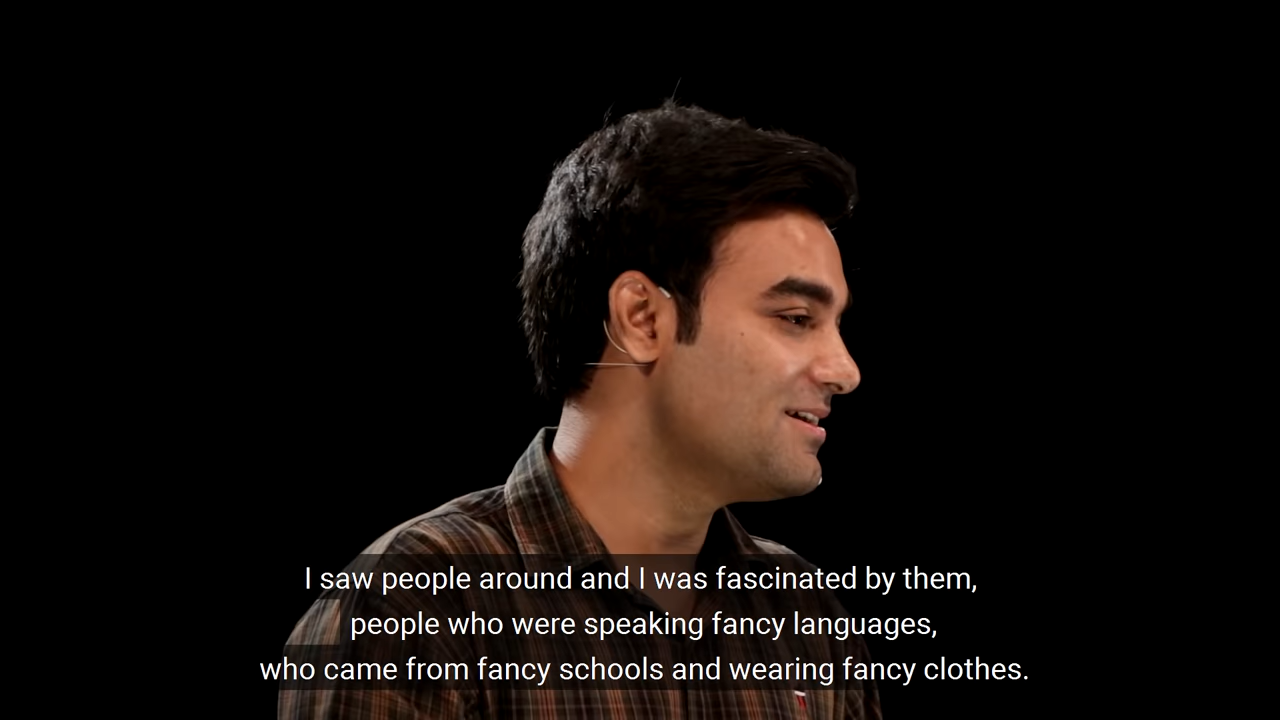 I saw people around and I was fascinated by them,
people who were speaking fancy languages,
who came from fancy schools and wearing fancy clothes.